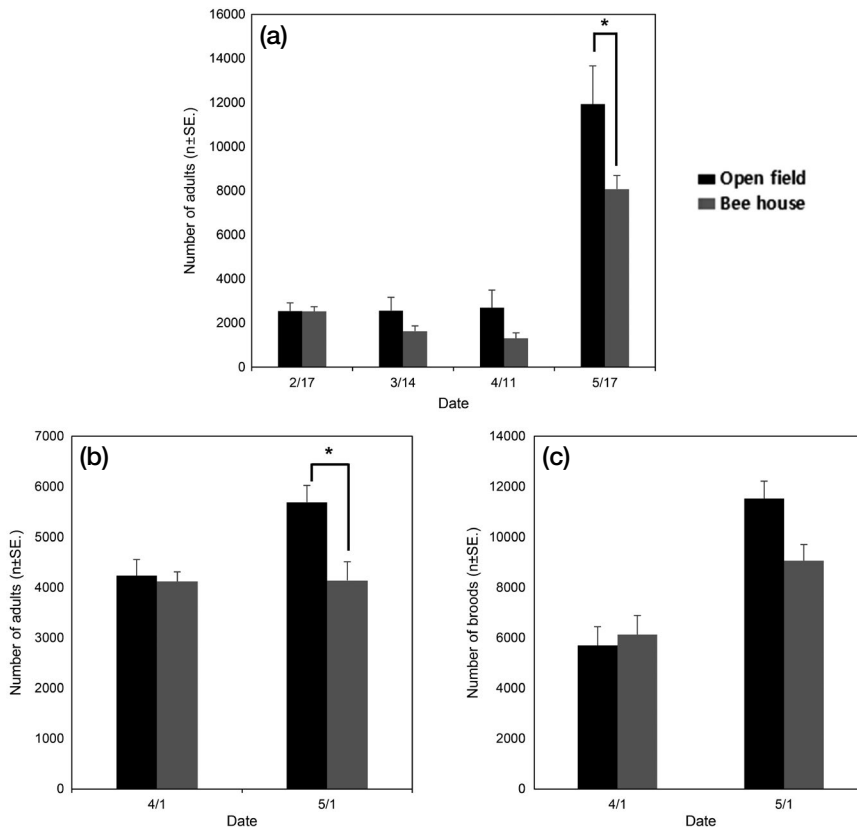 (a)
Number of adults (n±SE.)
16000
14000
12000
10000
8000
6000
4000
2000
0
*
2/17 3/14 4/11 5/17
Date
Open field
Bee house
(b)
Number of adults (n±SE.)
7000
6000
5000
4000
3000
2000
1000
0
*
4/1 5/1
Date
(c)
Number of broods (n±SE.)
14000
12000
10000
8000
6000
4000
2000
0
4/1 5/1
Date